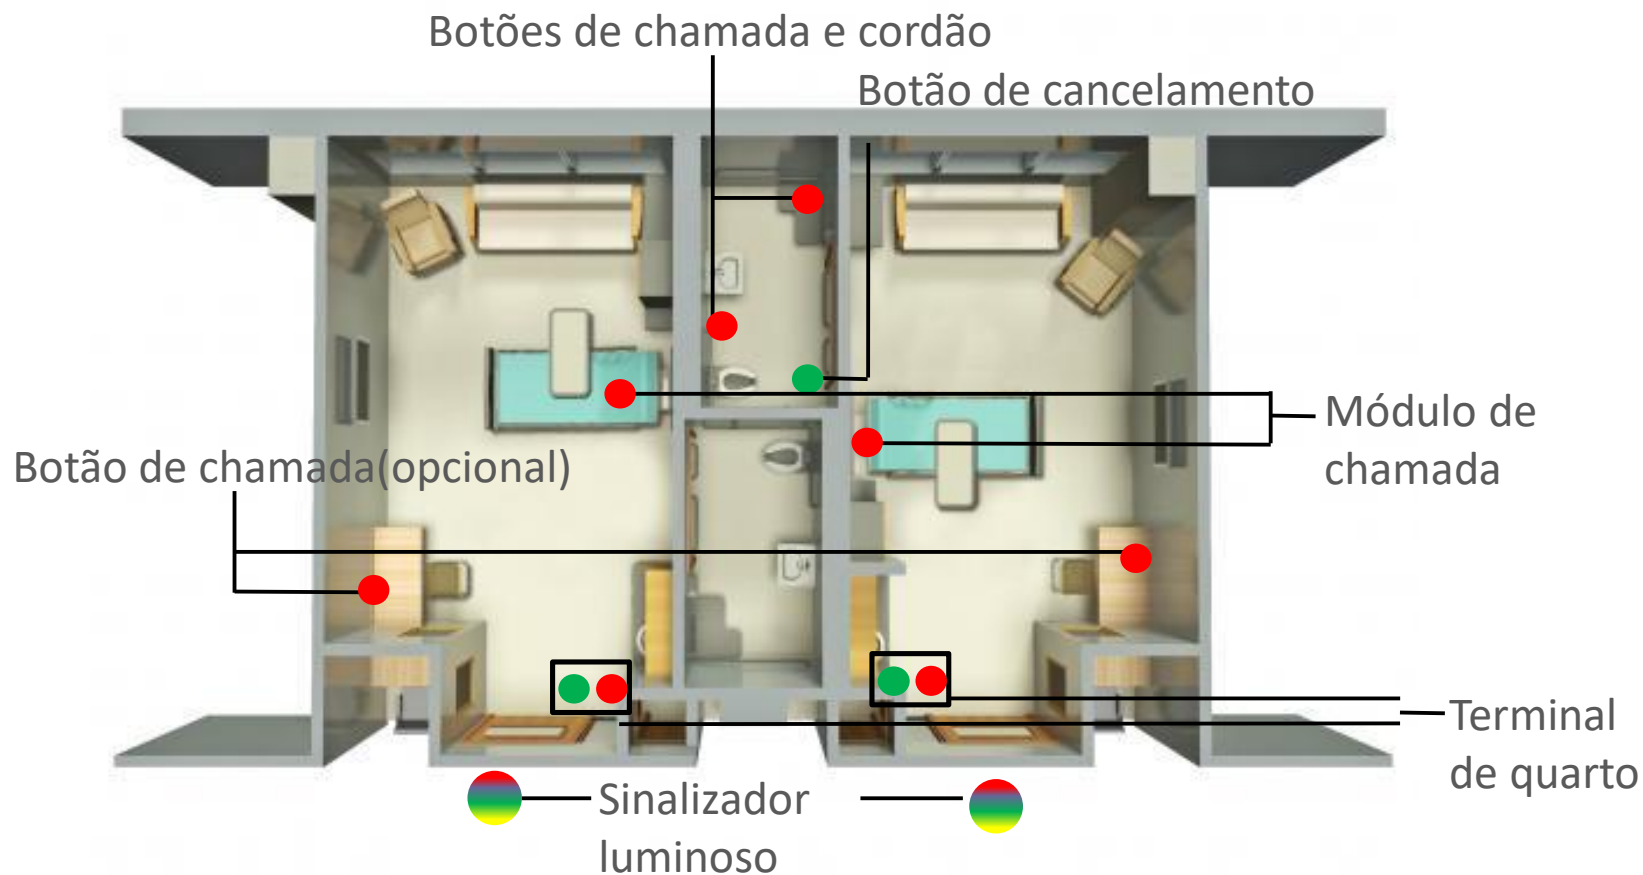 Botões de chamada e cordão
Botão de cancelamento
Módulo de
chamada
Botão de chamada(opcional)
Terminal
de quarto
Sinalizador
luminoso